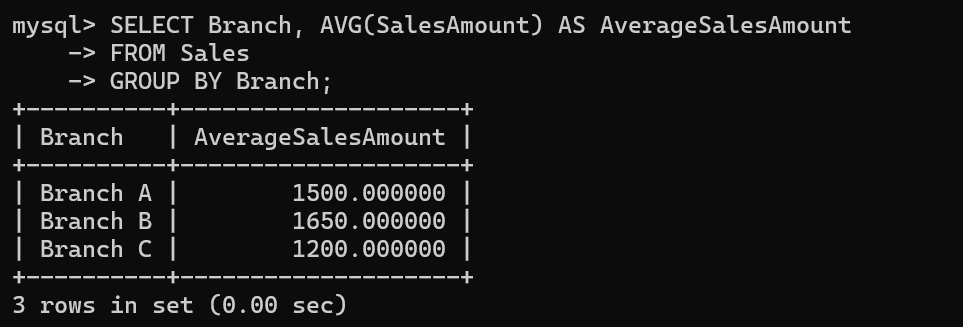 mysql> SELECT Branch, AVG(SalesAmount) AS AverageSalesAmount
    -> FROM Sales
    -> GROUP BY Branch;
+----------+--------------------+
| Branch   | AverageSalesAmount |
+----------+--------------------+
| Branch A |        1500.000000 |
| Branch B |        1650.000000 |
| Branch C |        1200.000000 |
+----------+--------------------+
3 rows in set (0.00 sec)